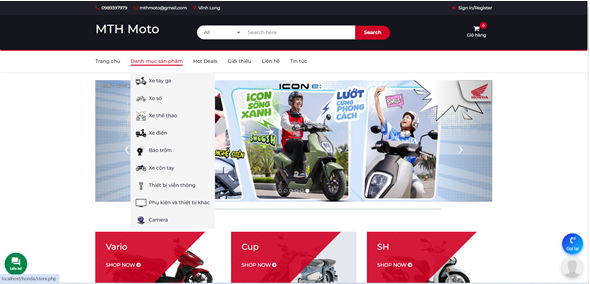 0989397979 mthmoto@gmail.com Vĩnh Long Sign in/Register
MTH Moto All Search here Search 0
Giỏ hàng
Trang chủ Danh mục sản phẩm Hot Deals Giới thiệu Liên hệ Tin tức
Xe tay ga
Xe số
Xe thể thao
Xe điện
Báo trộm
Xe côn tay
Thiết bị viễn thông
Phụ kiện và thiết bị khác
Camera
ICON e:
ICON
SỐNG
XANH
LƯỚT
CÙNG
PHONG
CÁCH
HONDA
Vario Cup SH
SHOP NOW SHOP NOW SHOP NOW
Liên hệ
Gọi lại
localhost/honda/store.php